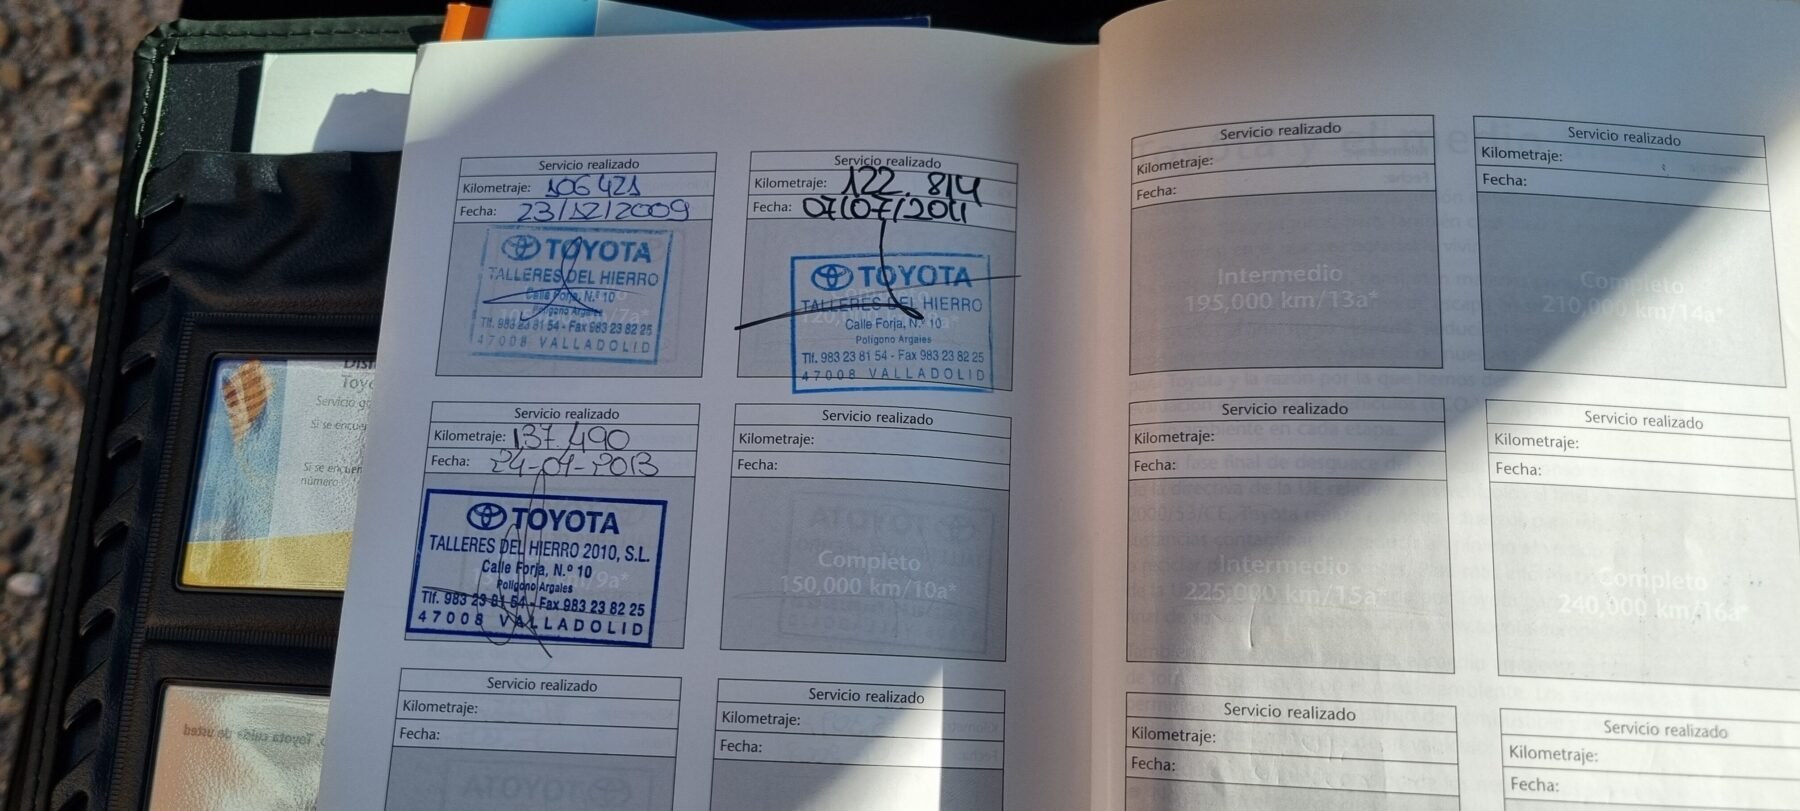 Servicio realizado
Kilometraje: 106421
Fecha: 23/12/2009
TOYOTA
TALLERES DEL HIERRO
Calle Forja, N.º 10
Polígono Argales
Tlf. 983 23 81 54 - Fax 983 23 82 25
47008 VALLADOLID
Servicio realizado
Kilometraje: 122.814
Fecha: 07/07/2011
TOYOTA
TALLERES DEL HIERRO
Calle Forja, N.º 10
Polígono Argales
Tlf. 983 23 81 54 - Fax 983 23 82 25
47008 VALLADOLID
Servicio realizado
Kilometraje: 137.490
Fecha: 24-04-2013
TOYOTA
TALLERES DEL HIERRO 2010, S.L.
Calle Forja, N.º 10
Polígono Argales
Tlf. 983 23 81 54 - Fax 983 23 82 25
47008 VALLADOLID
Servicio realizado
Kilometraje:
Fecha:
Completo
150,000 km/10a*
Servicio realizado
Kilometraje:
Fecha:
Servicio realizado
Kilometraje:
Fecha:
Servicio realizado
Kilometraje:
Fecha:
Intermedio
195,000 km/13a*
Servicio realizado
Kilometraje:
Fecha:
Completo
210,000 km/14a*
Servicio realizado
Kilometraje:
Fecha:
Intermedio
225,000 km/15a*
Servicio realizado
Kilometraje:
Fecha:
Completo
240,000 km/16a*
Servicio realizado
Kilometraje:
Fecha:
Servicio realizado
Kilometraje:
Fecha: